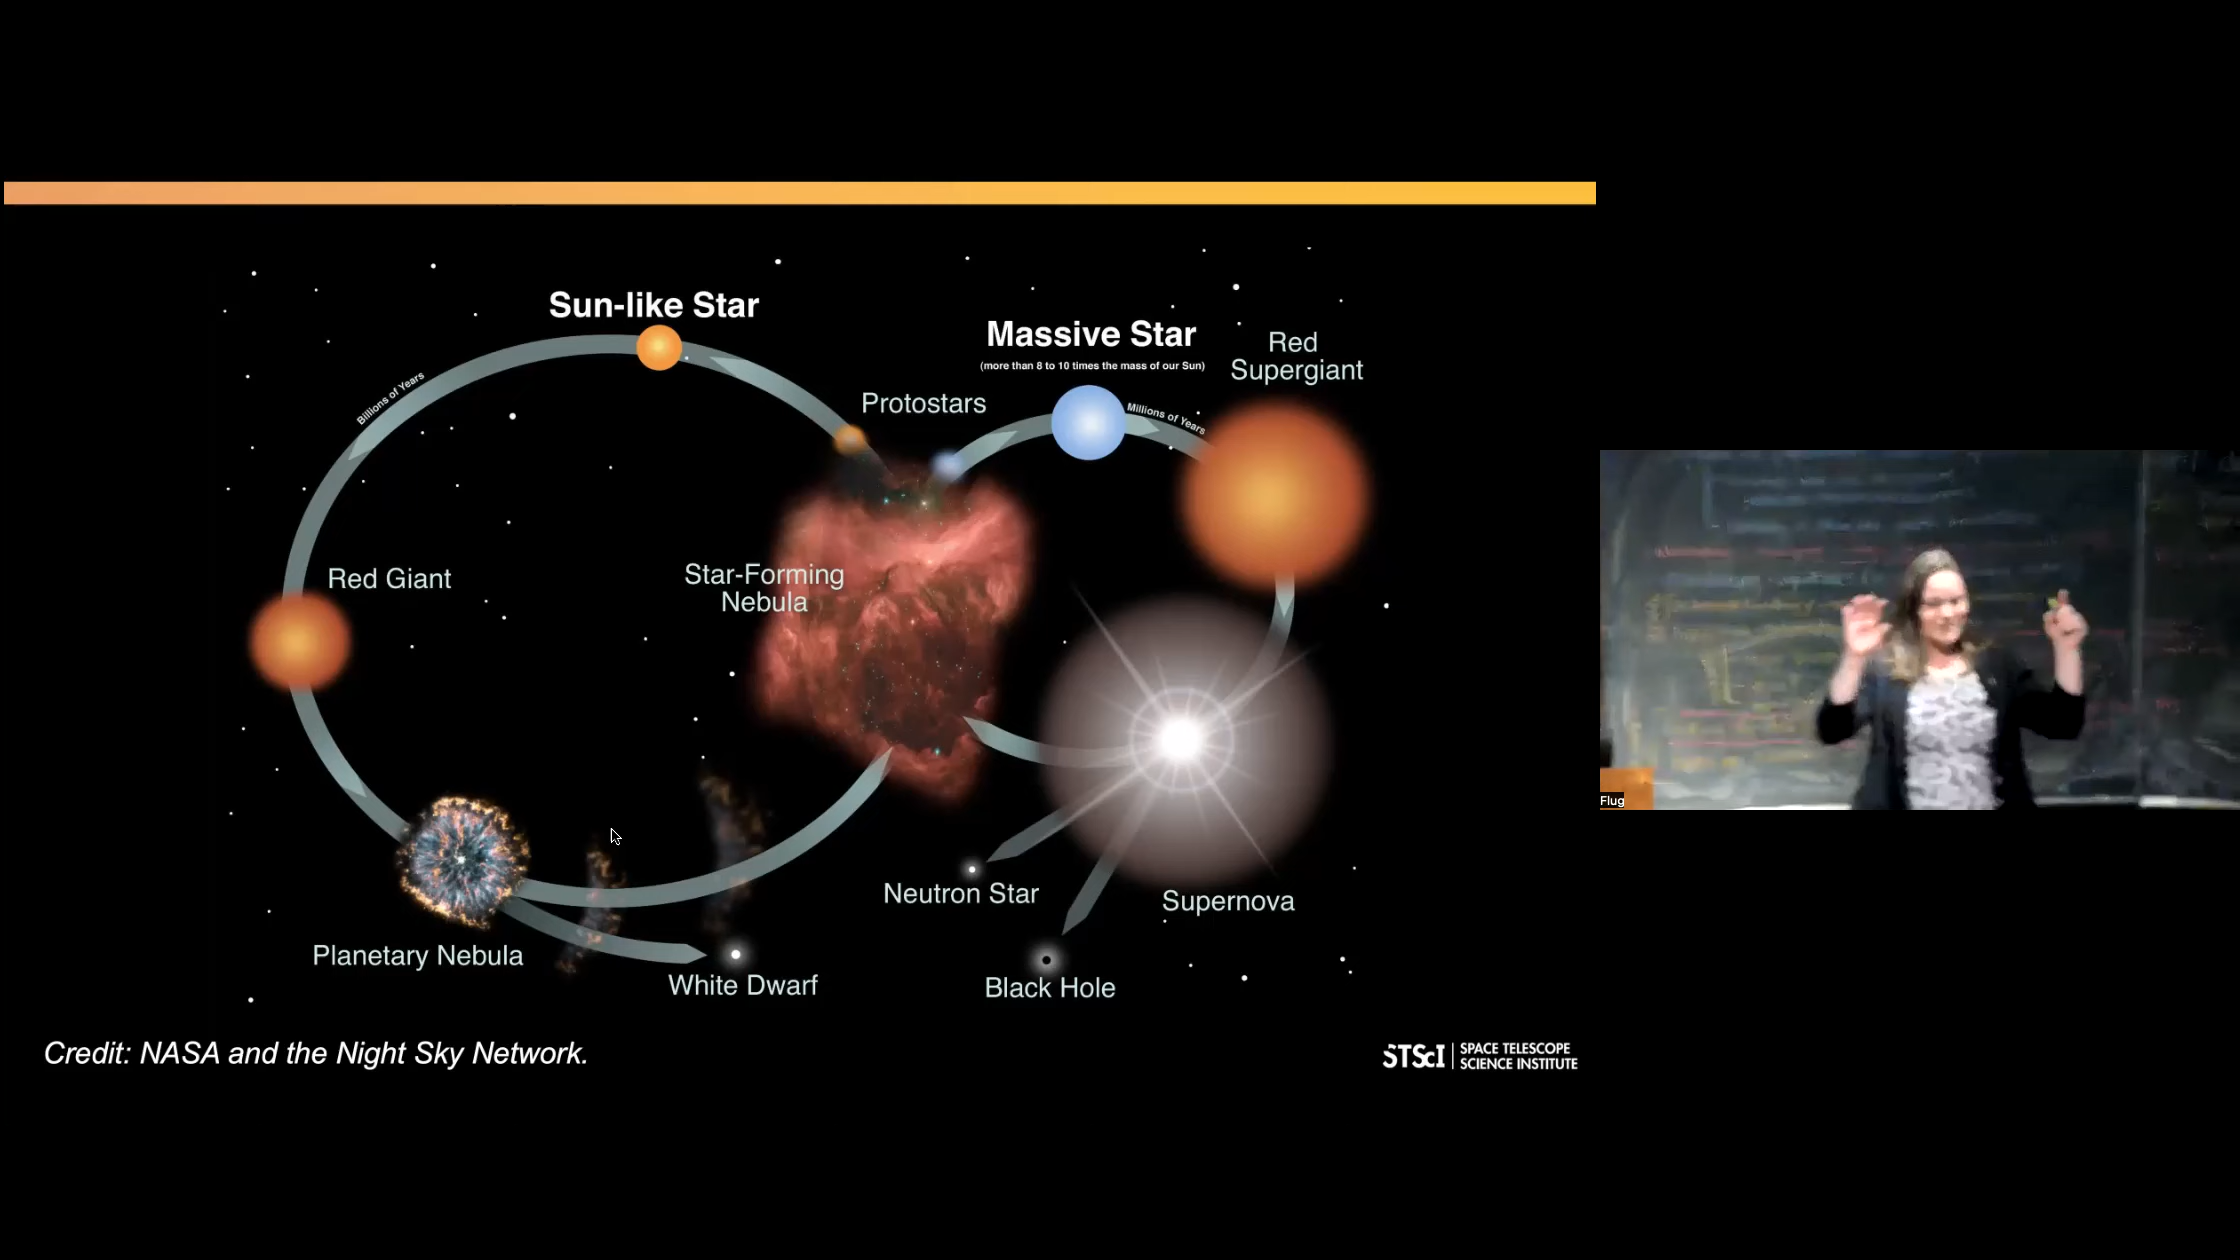 Sun-like Star
Massive Star
(more than 8 to 10 times the mass of our Sun)
Red
Supergiant
Protostars
Billions of Years
Millions of Years
Red Giant
Star-Forming
Nebula
Neutron Star
Supernova
Planetary Nebula
White Dwarf
Black Hole
Credit: NASA and the Night Sky Network.
STScI
SPACE TELESCOPE
SCIENCE INSTITUTE
Flug